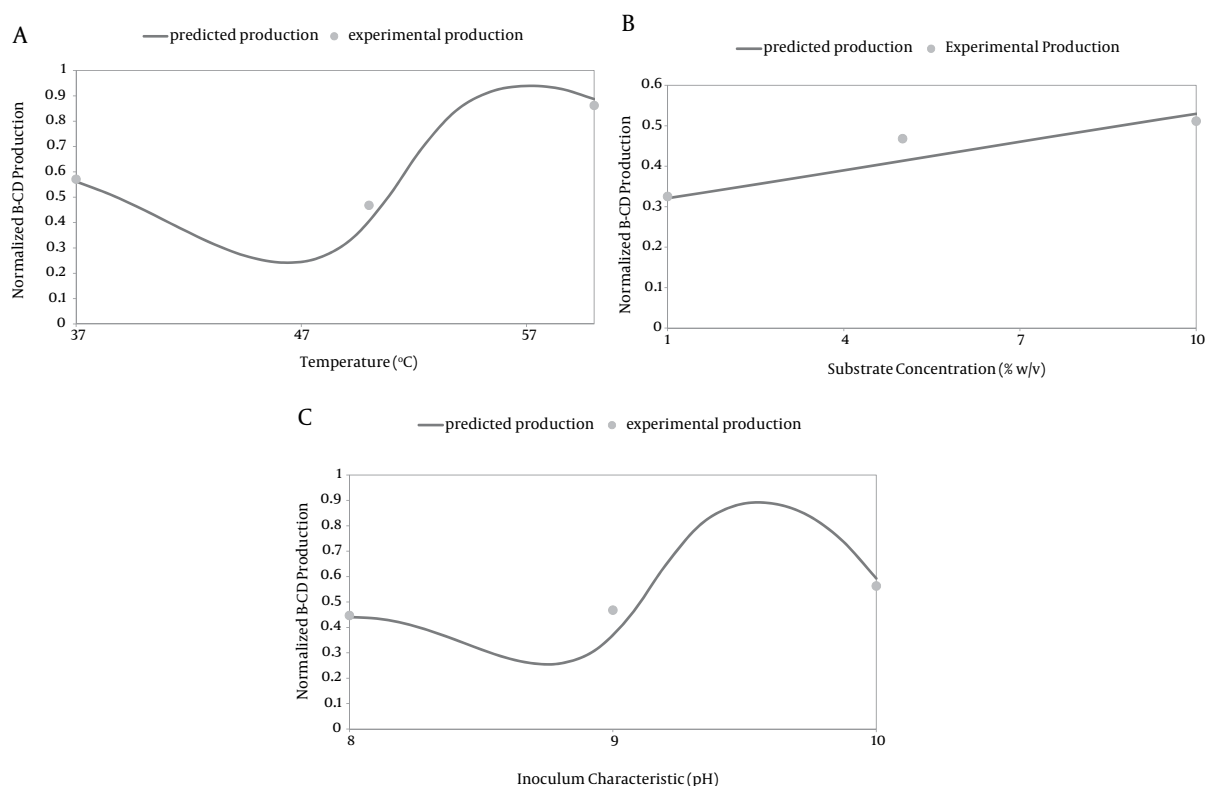 A
predicted production experimental production
Normalized B-CD Production
1
0.9
0.8
0.7
0.6
0.5
0.4
0.3
0.2
0.1
0
37 47 57
Temperature (ºC)
B
predicted production Experimental Production
Normalized B-CD Production
0.6
0.5
0.4
0.3
0.2
0.1
0
1 4 7 10
Substrate Concentration (% w/v)
C
predicted production experimental production
Normalized B-CD Production
1
0.9
0.8
0.7
0.6
0.5
0.4
0.3
0.2
0.1
0
8 9 10
Inoculum Characteristic (pH)